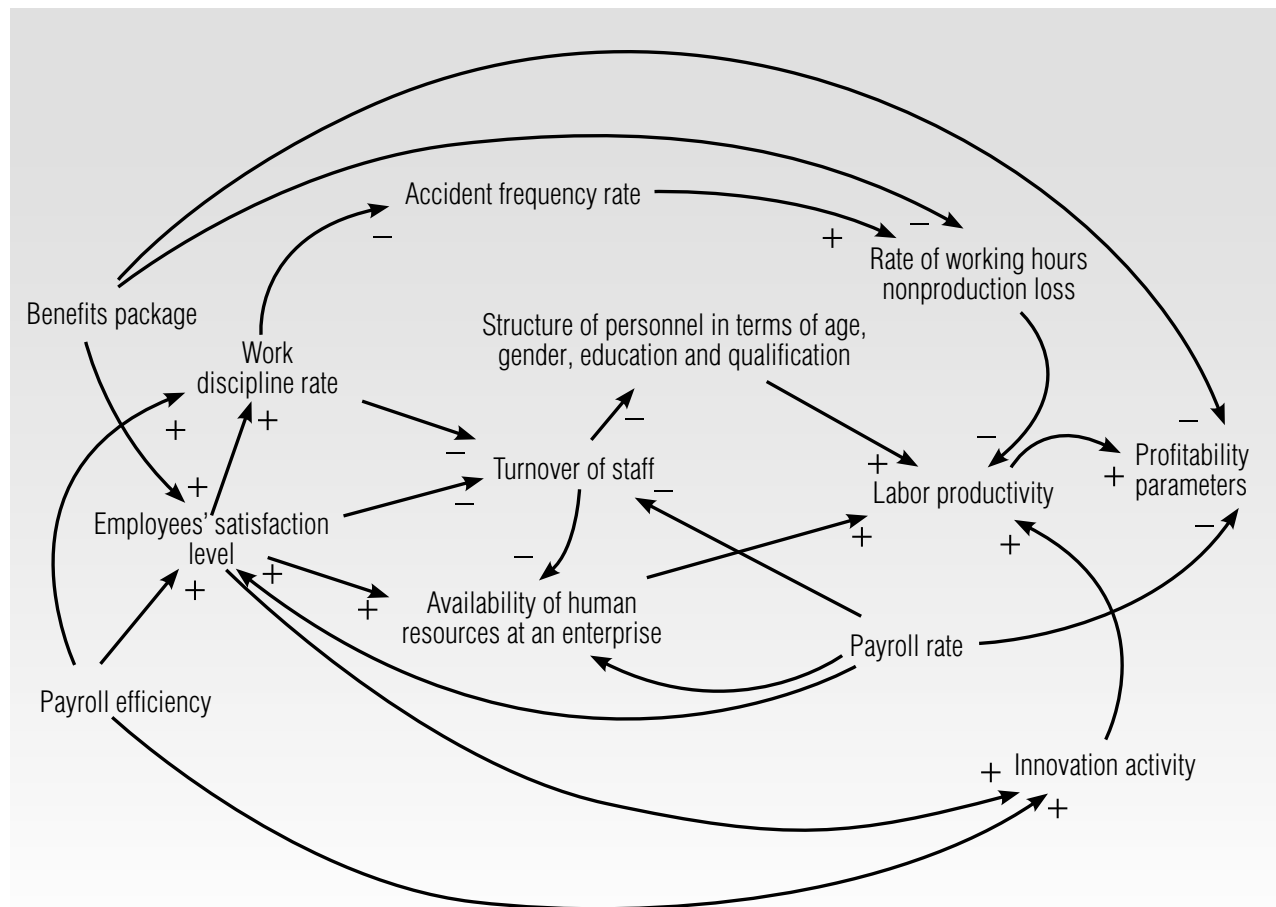 Accident frequency rate
Rate of working hours
nonproduction loss
Benefits package
Structure of personnel in terms of age,
gender, education and qualification
Work
discipline rate
Turnover of staff
Profitability
parameters
Labor productivity
Employees’ satisfaction
level
Availability of human
resources at an enterprise
Payroll rate
Payroll efficiency
Innovation activity